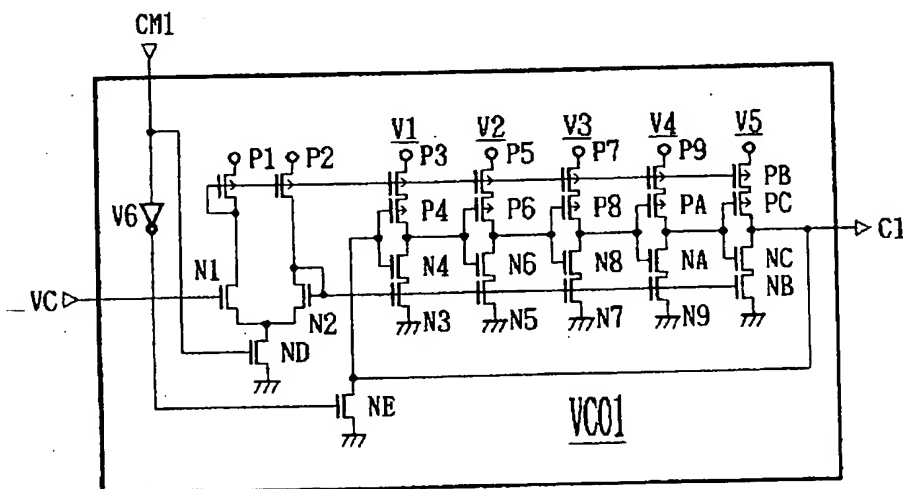 CM1
V1 V2 V3 V4 V5
P1 P2 P3 P5 P7 P9 PB
P4 P6 P8 PA PC
V6
C1
N1 N4 N6 N8 NA NC
VC
N2 N3 N5 N7 N9 NB
ND
NE
VCO1